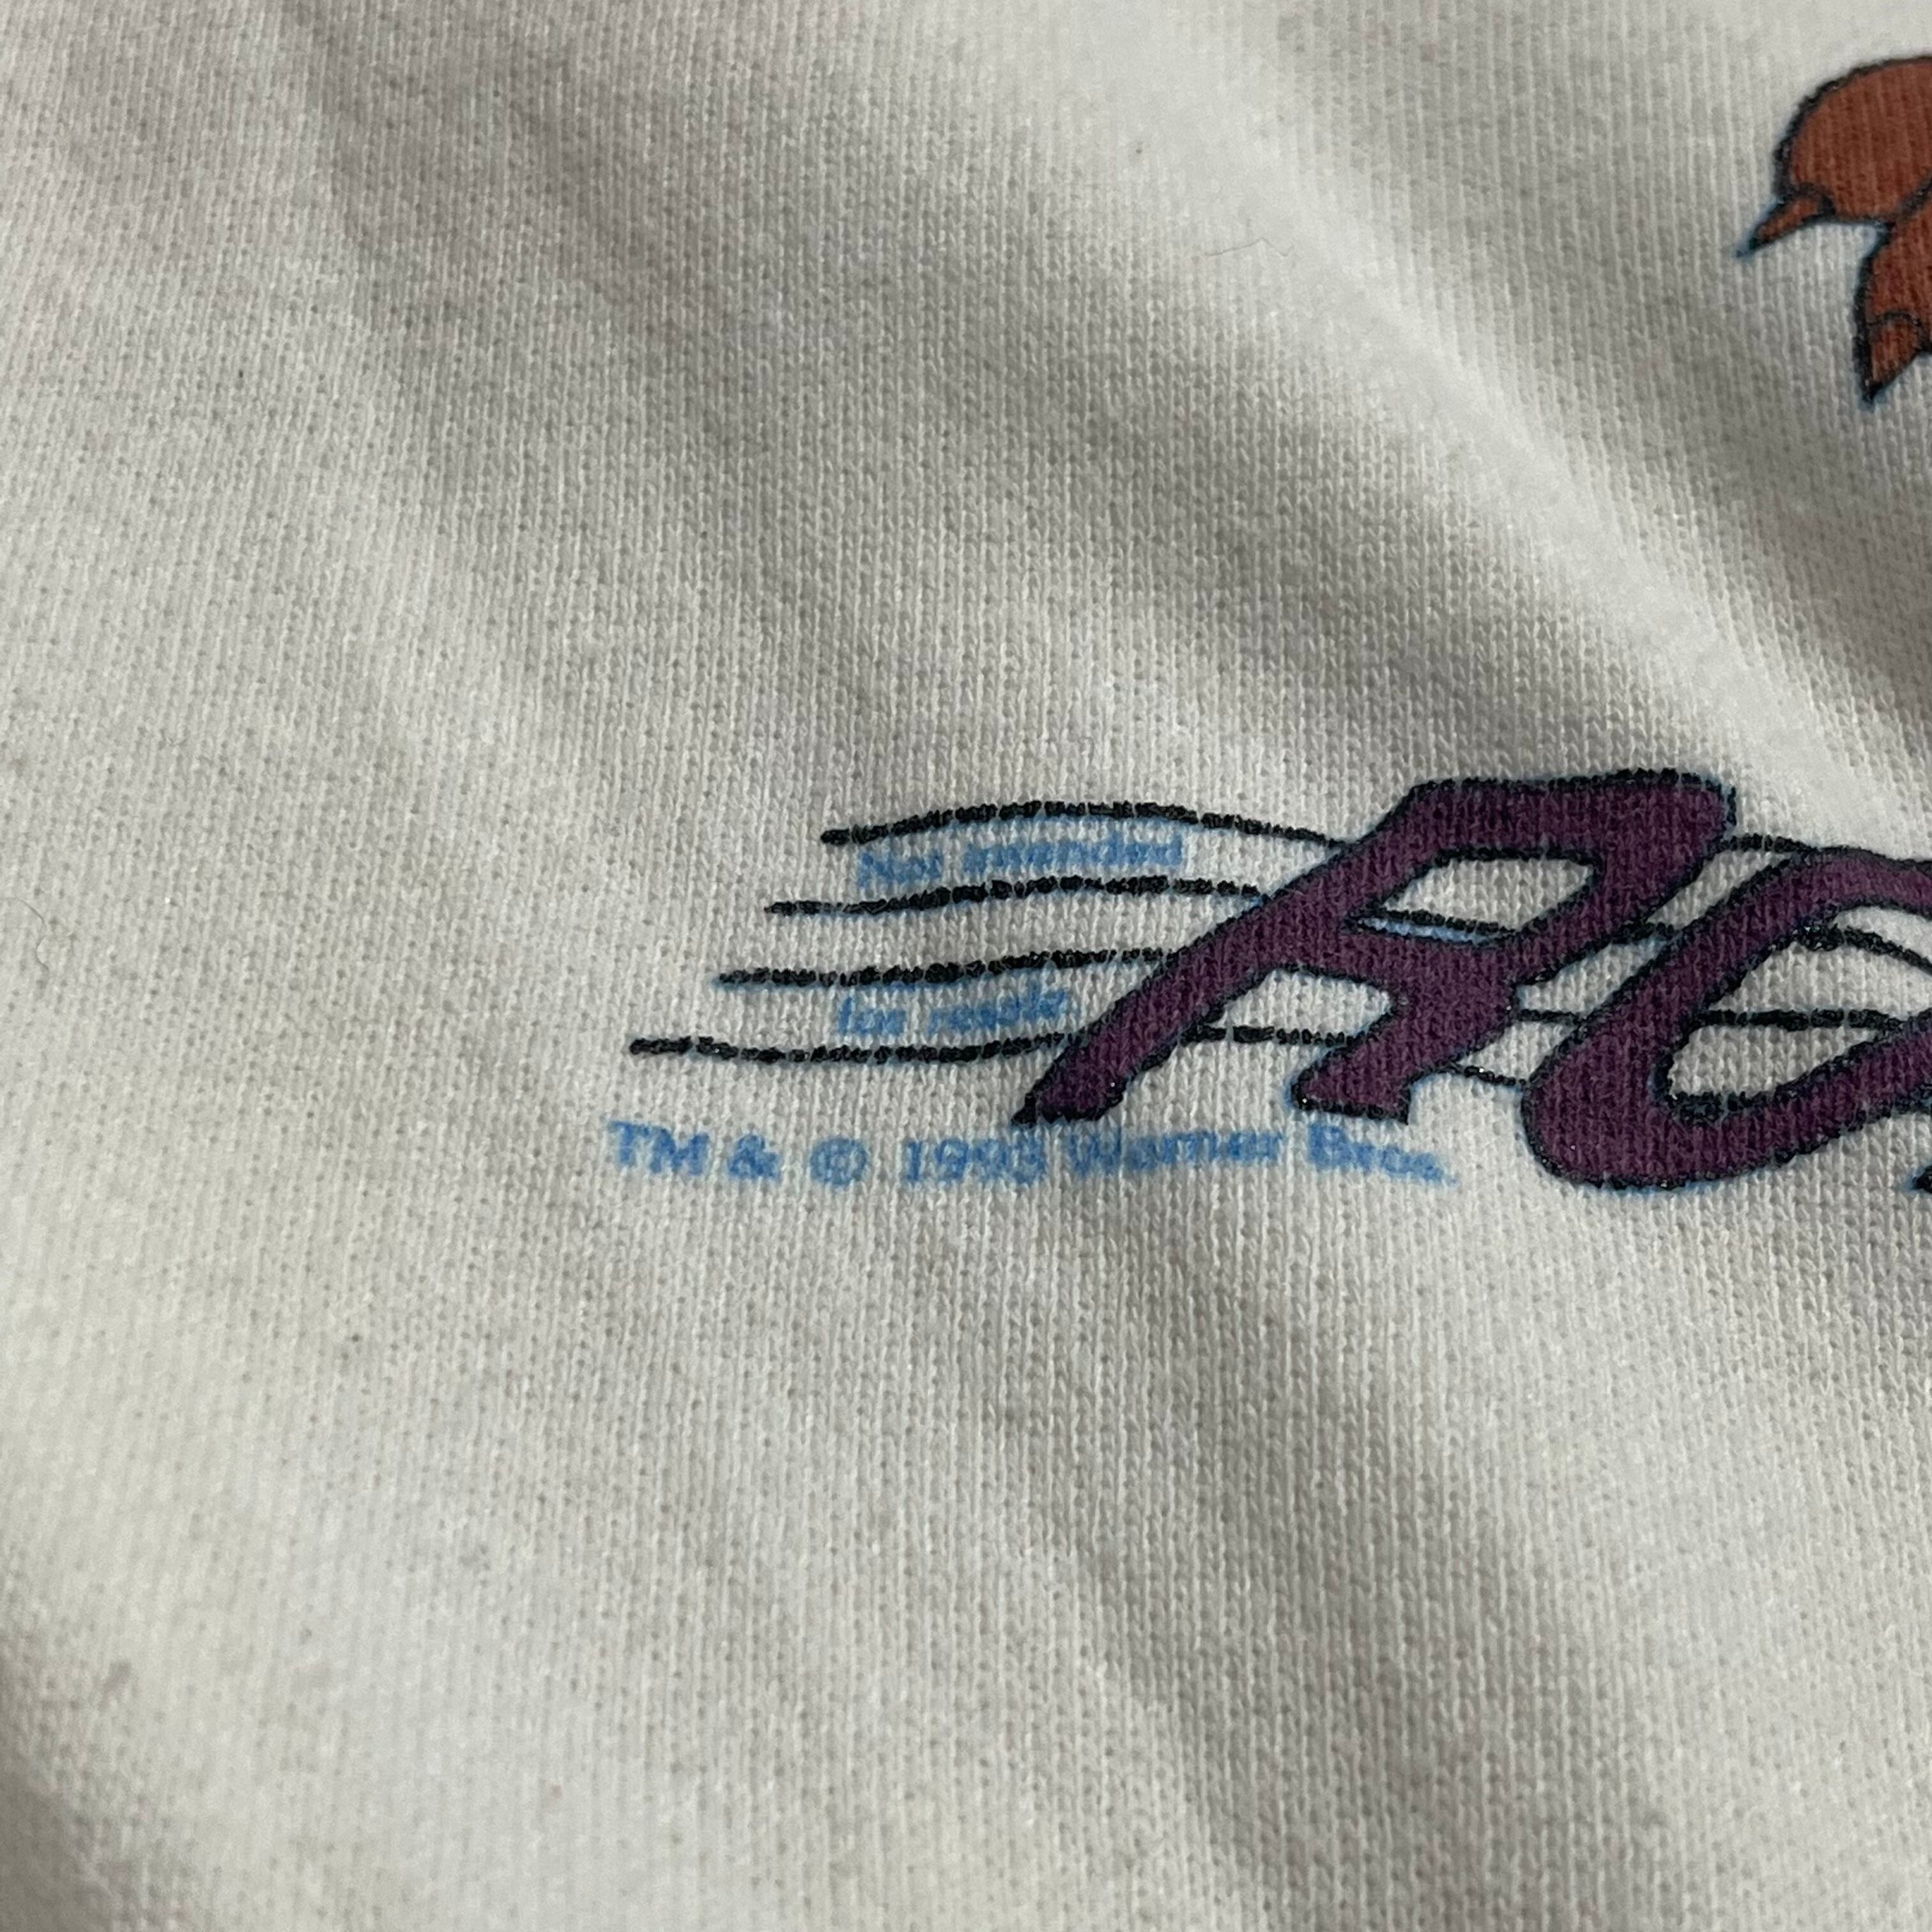 Not intended
for resale
TM & © 1993 Warner Bros.